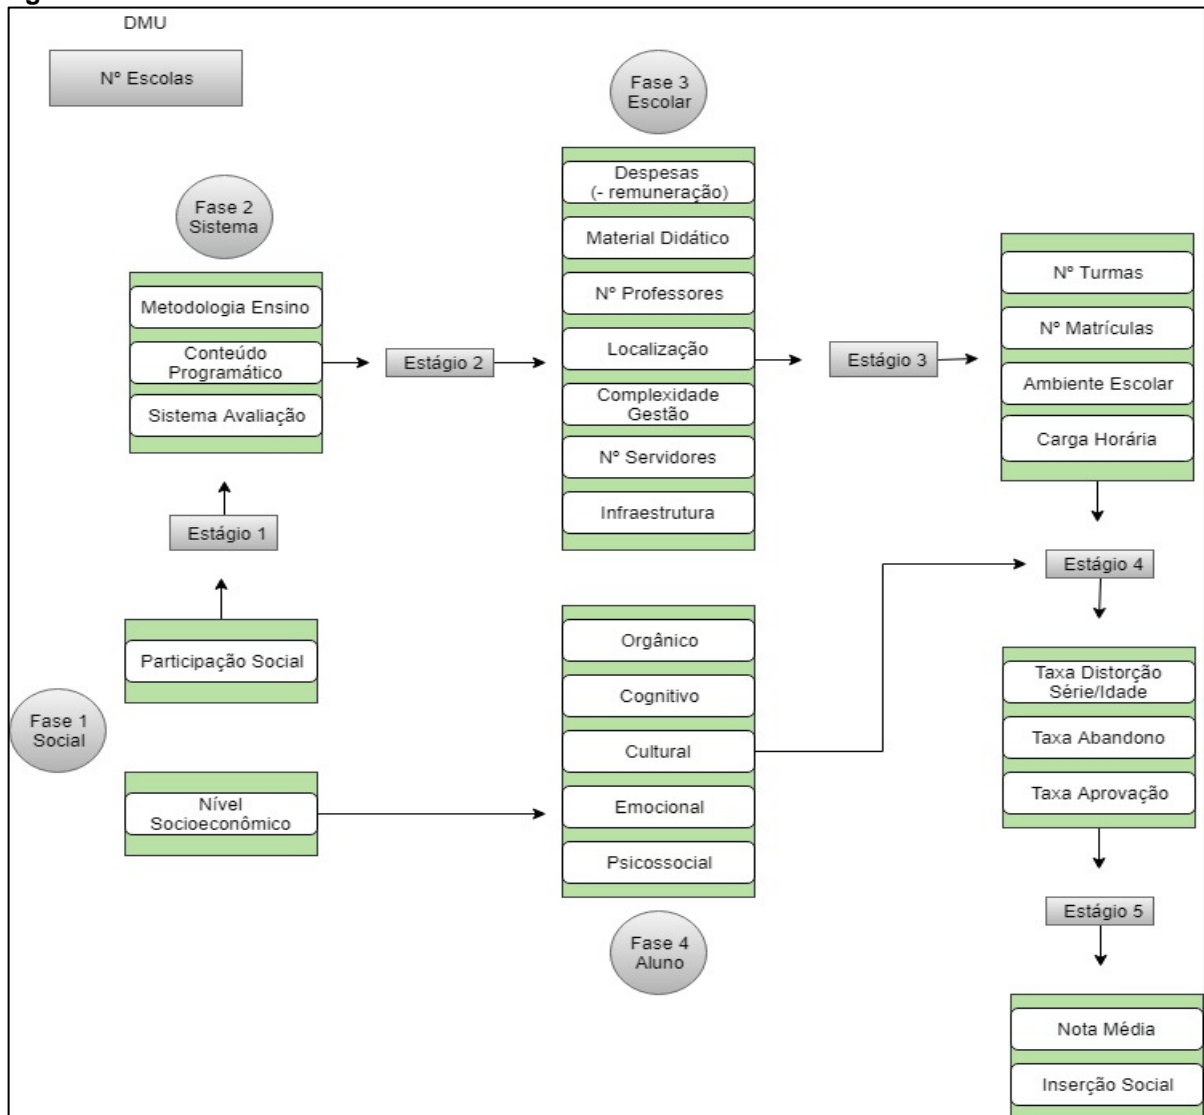 DMU
Nº Escolas
Fase 3
Escolar
Despesas
(- remuneração)
Material Didático
Nº Professores
Localização
Complexidade
Gestão
Nº Servidores
Infraestrutura
Fase 2
Sistema
Metodologia Ensino
Conteúdo
Programático
Sistema Avaliação
Estágio 2
Estágio 3
Nº Turmas
Nº Matrículas
Ambiente Escolar
Carga Horária
Estágio 1
Estágio 4
Participação Social
Fase 1
Social
Nível
Socioeconômico
Orgânico
Cognitivo
Cultural
Emocional
Psicossocial
Fase 4
Aluno
Taxa Distorção
Série/Idade
Taxa Abandono
Taxa Aprovação
Estágio 5
Nota Média
Inserção Social